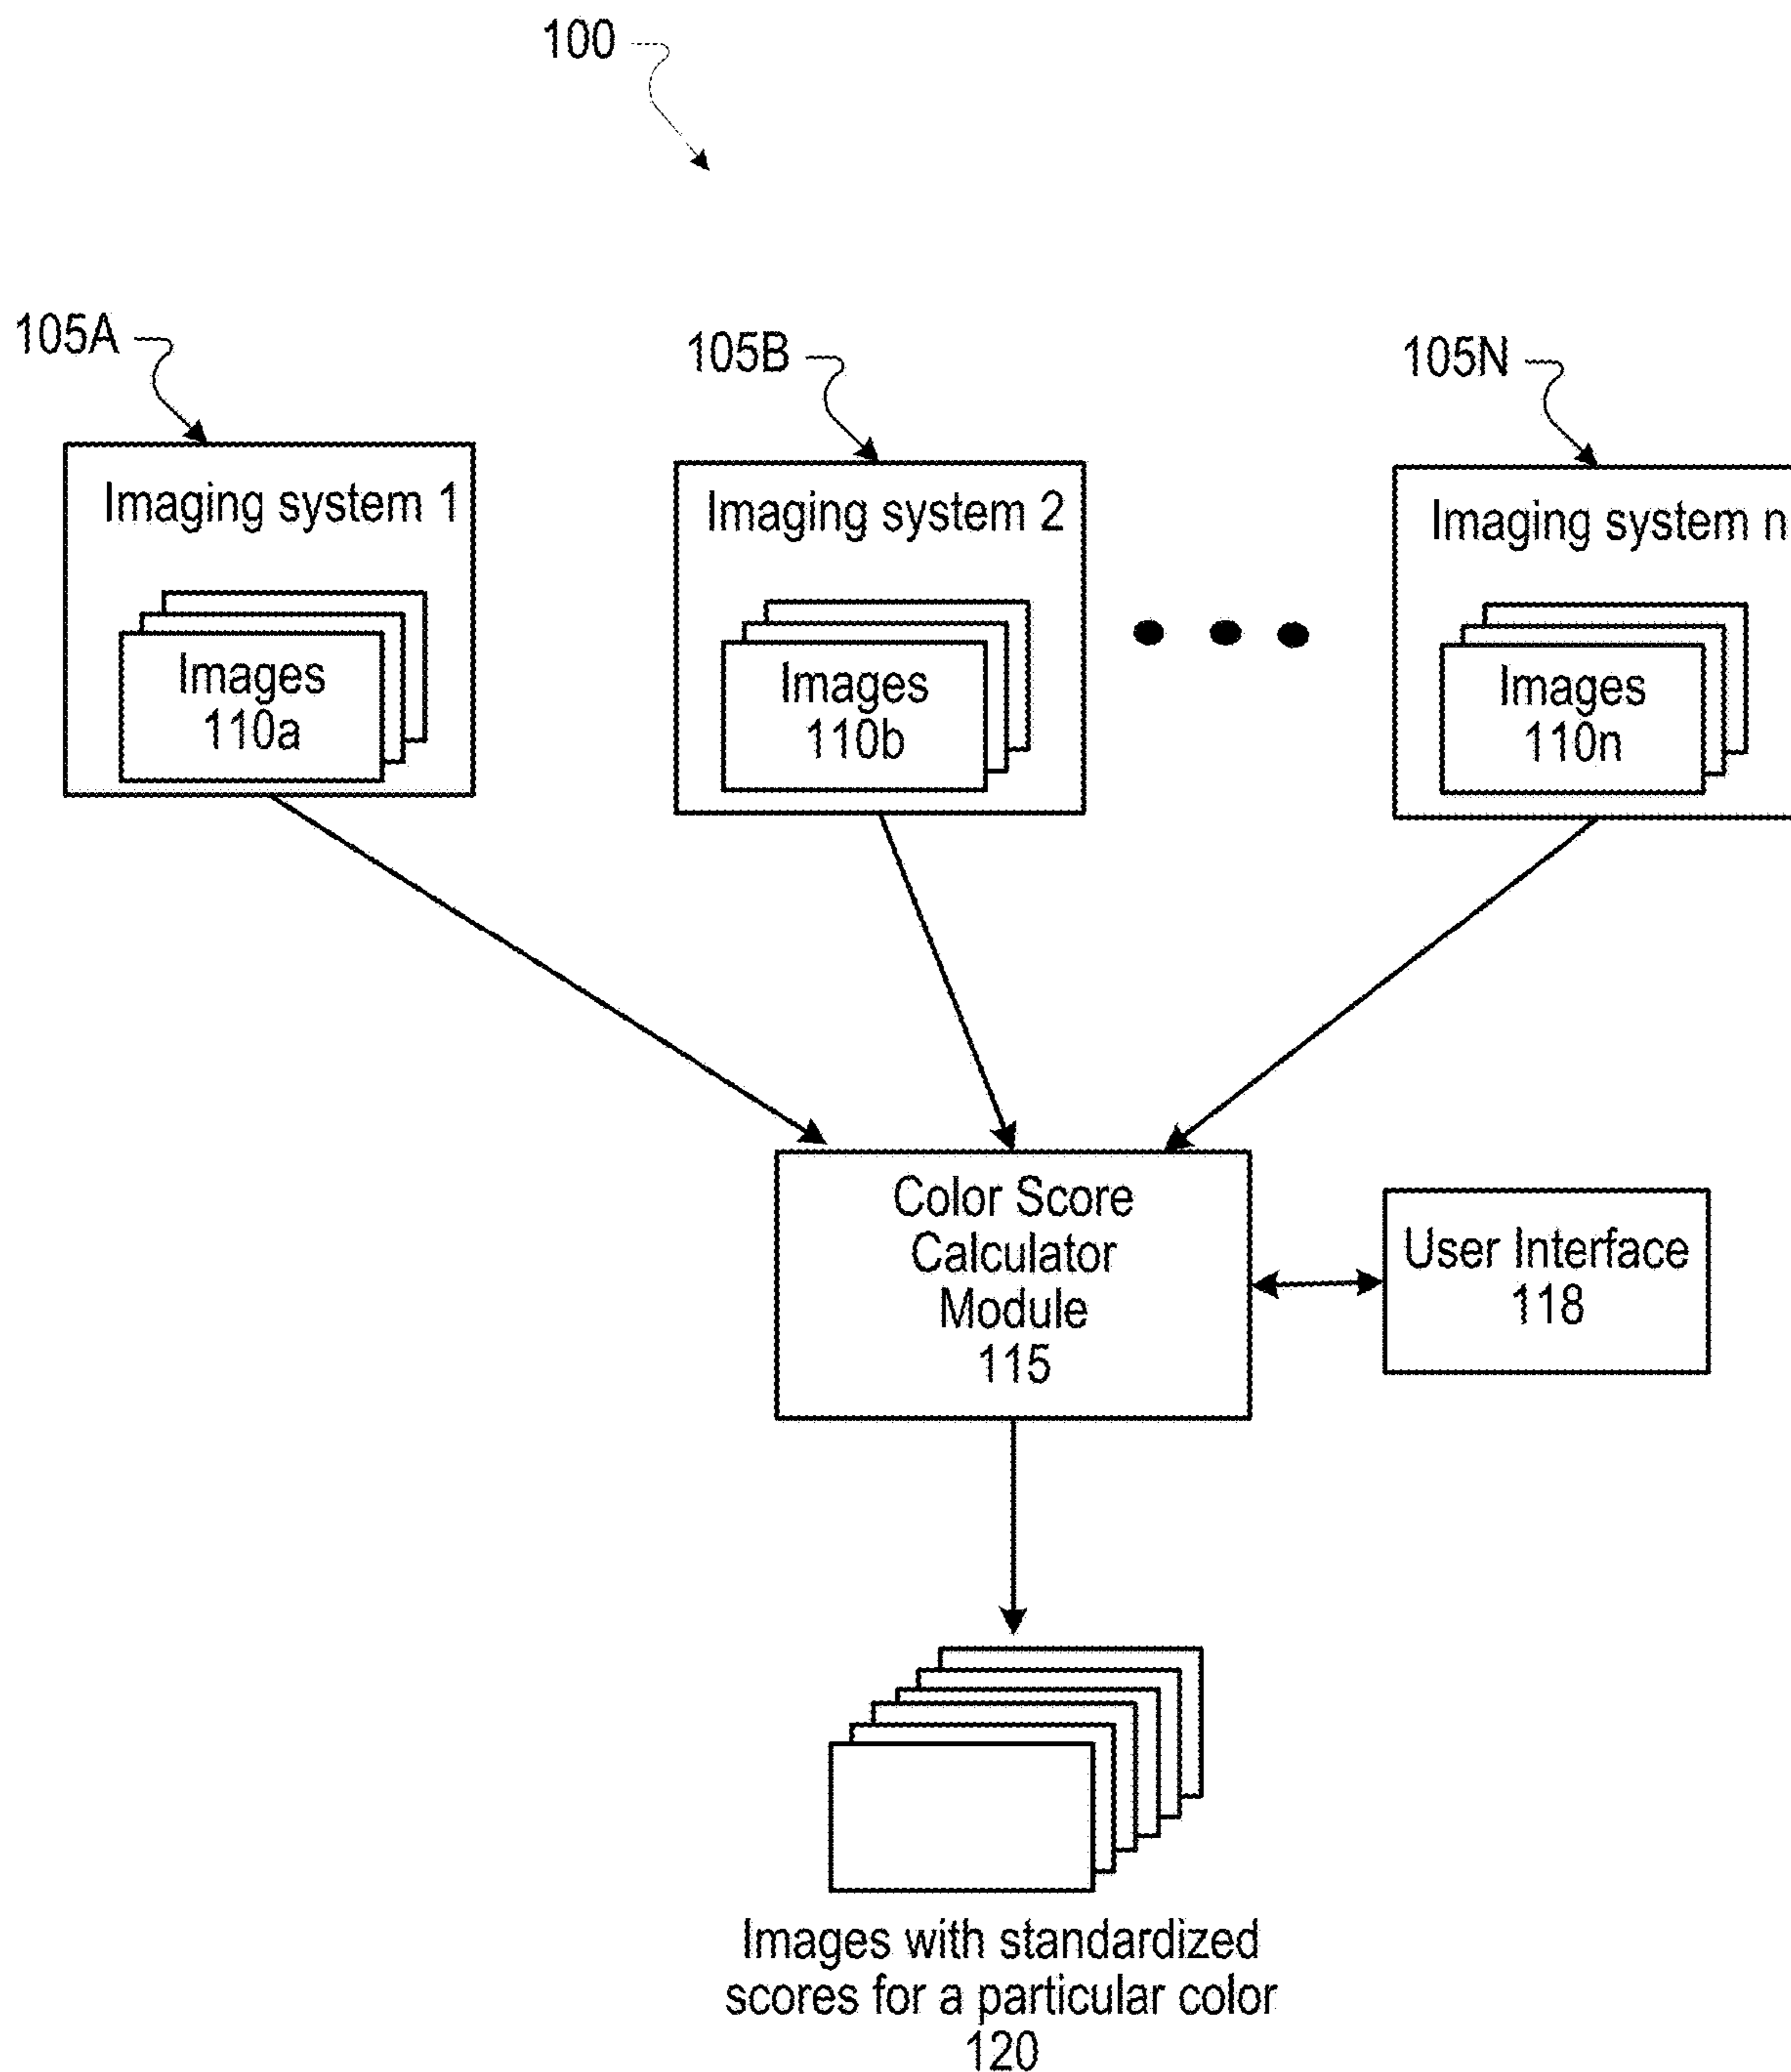 100
105A
105B
105N
Imaging system 1
Images
110a
Imaging system 2
Images
110b
Imaging system n
Images
110n
Color Score
Calculator
Module
115
User Interface
118
Images with standardized
scores for a particular color
120